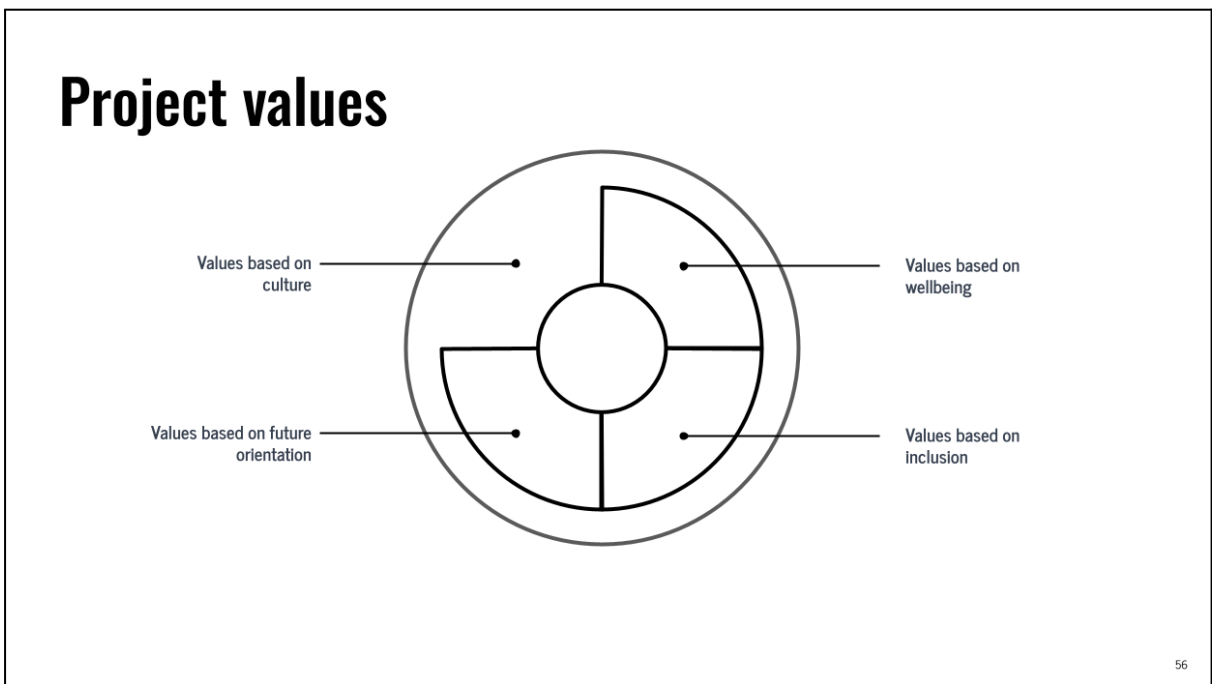 Project values
Values based on
culture
Values based on
wellbeing
Values based on future
orientation
Values based on
inclusion
56